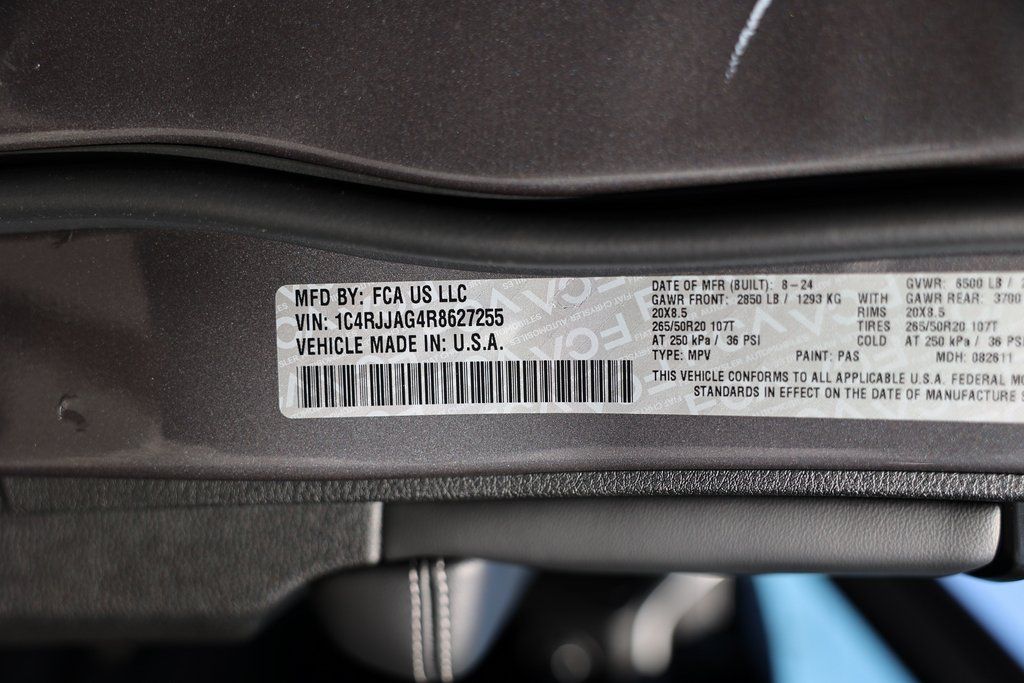 MFD BY: FCA US LLC
VIN: 1C4RJJAG4R8627255
VEHICLE MADE IN: U.S.A.
DATE OF MFR (BUILT): 8-24
GVWR: 6500 LB /
GAWR FRONT: 2850 LB / 1293 KG WITH GAWR REAR: 3700
20X8.5 RIMS 20X8.5
265/50R20 107T TIRES 265/50R20 107T
AT 250 kPa / 36 PSI COLD AT 250 kPa / 36 PSI
TYPE: MPV PAINT: PAS MDH: 082611
THIS VEHICLE CONFORMS TO ALL APPLICABLE U.S.A. FEDERAL MO
STANDARDS IN EFFECT ON THE DATE OF MANUFACTURE S